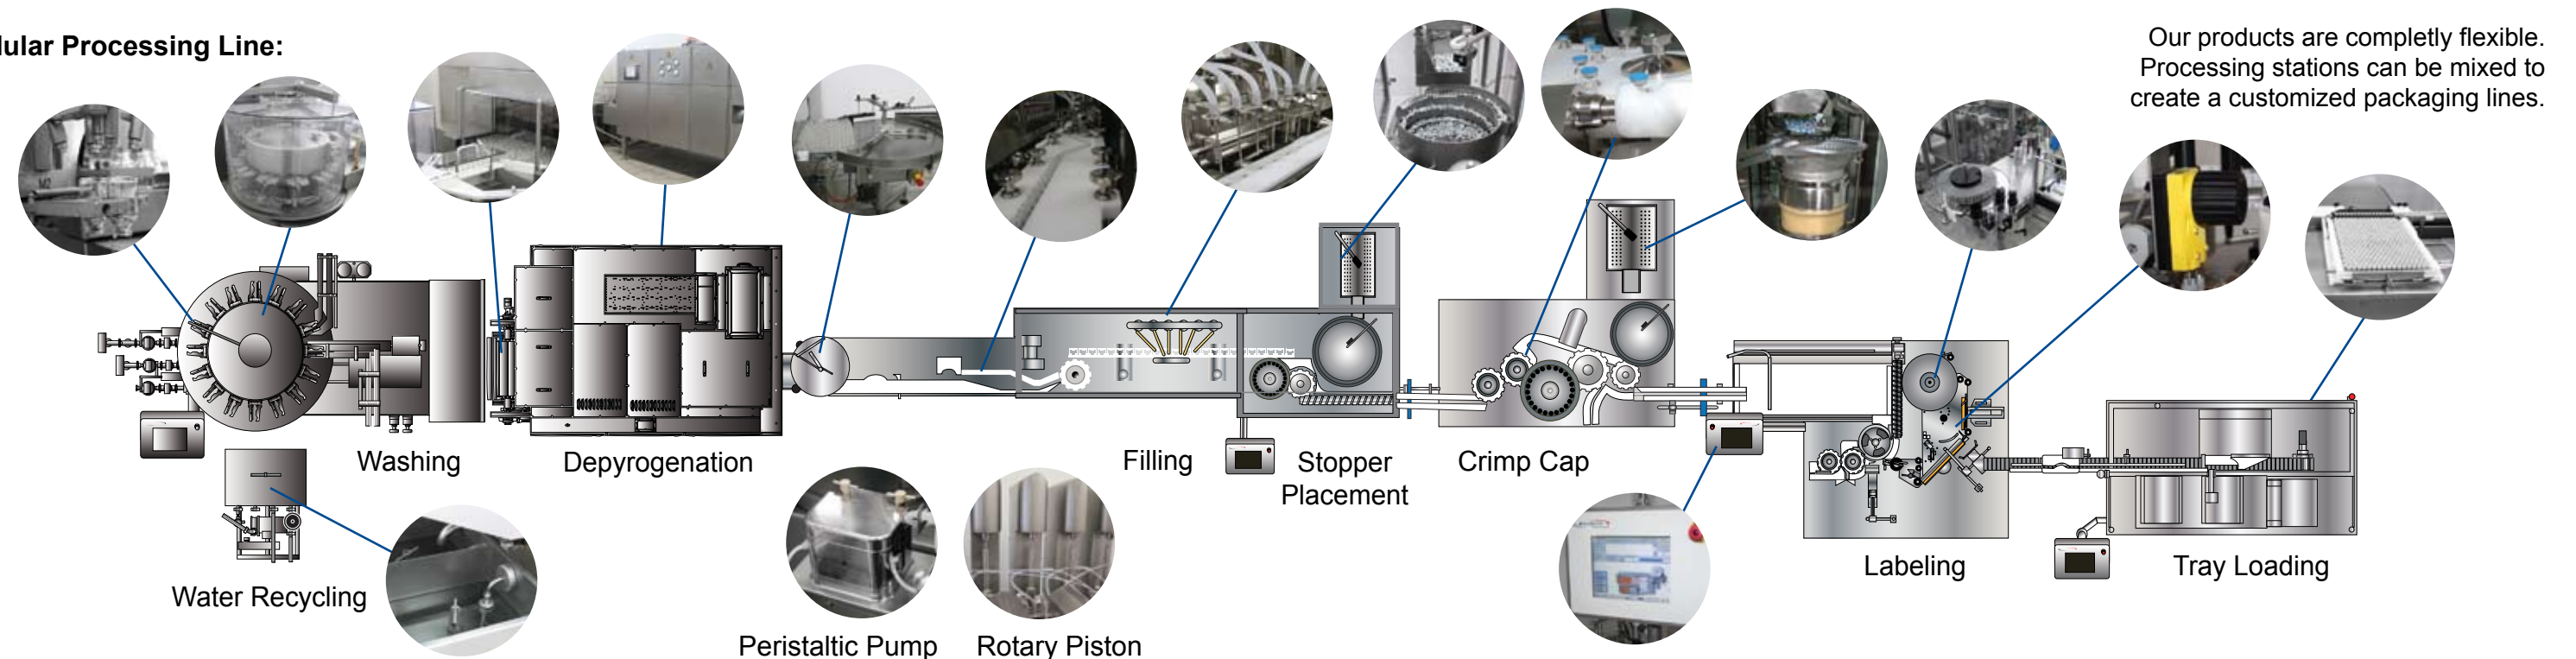 dular Processing Line:
Our products are completly flexible.
Processing stations can be mixed to
create a customized packaging lines.
Washing
Depyrogenation
Filling
Stopper
Placement
Crimp Cap
Labeling
Tray Loading
Water Recycling
Peristaltic Pump
Rotary Piston